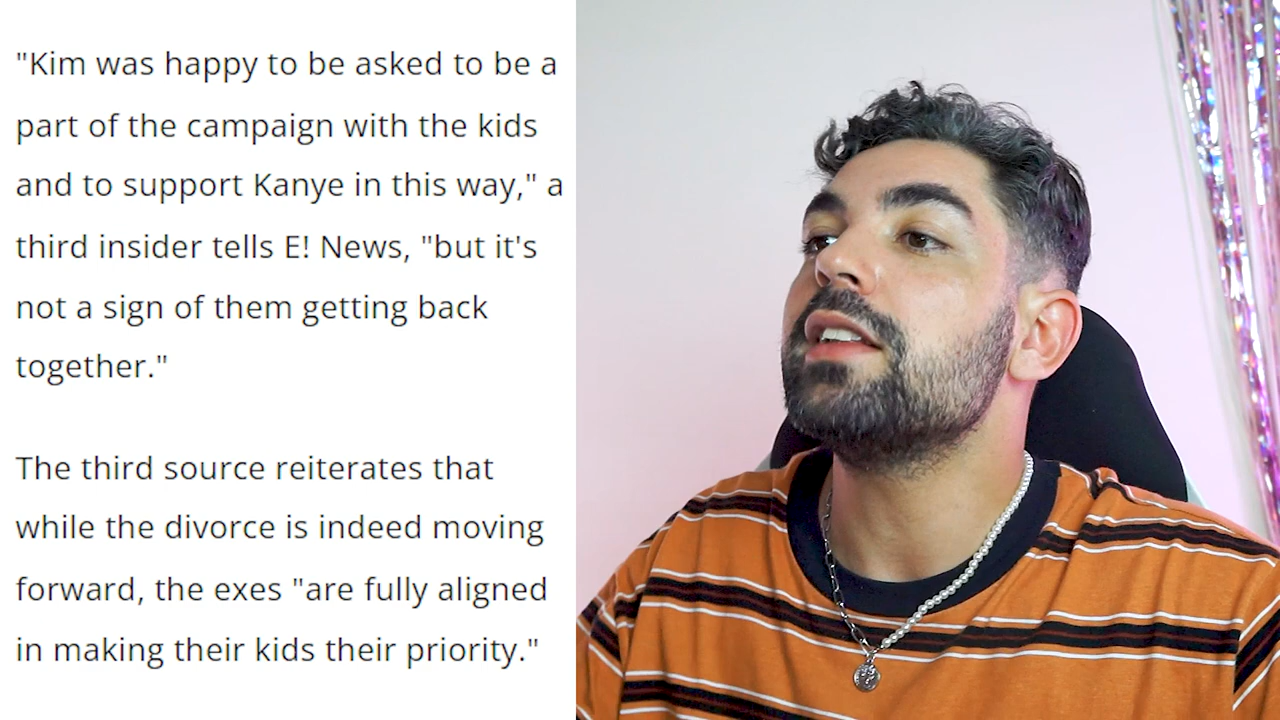 "Kim was happy to be asked to be a
part of the campaign with the kids
and to support Kanye in this way," a
third insider tells E! News, "but it's
not a sign of them getting back
together."
The third source reiterates that
while the divorce is indeed moving
forward, the exes "are fully aligned
in making their kids their priority."